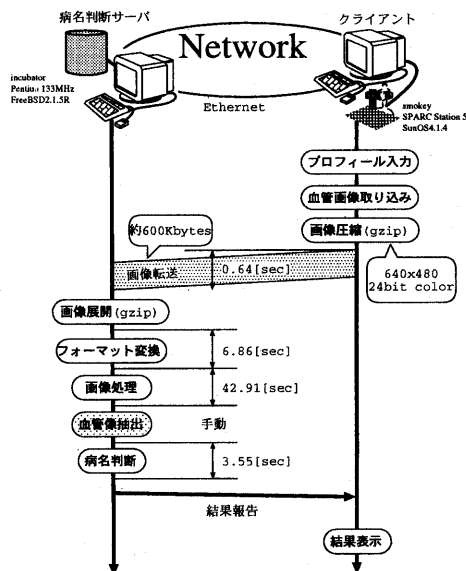 病名判断サーバ
クライアント
Network
incubator
Pentium 133MHz
FreeBSD2.1.5R
Ethernet
smokey
SPARC Station 5
SunOS4.1.4
プロフィール入力
血管画像取り込み
画像圧縮(gzip)
約600Kbytes
画像転送
0.64[sec]
640x480
24bit color
画像展開(gzip)
フォーマット変換
6.86[sec]
画像処理
42.91[sec]
血管像抽出
手動
病名判断
3.55[sec]
結果報告
結果表示